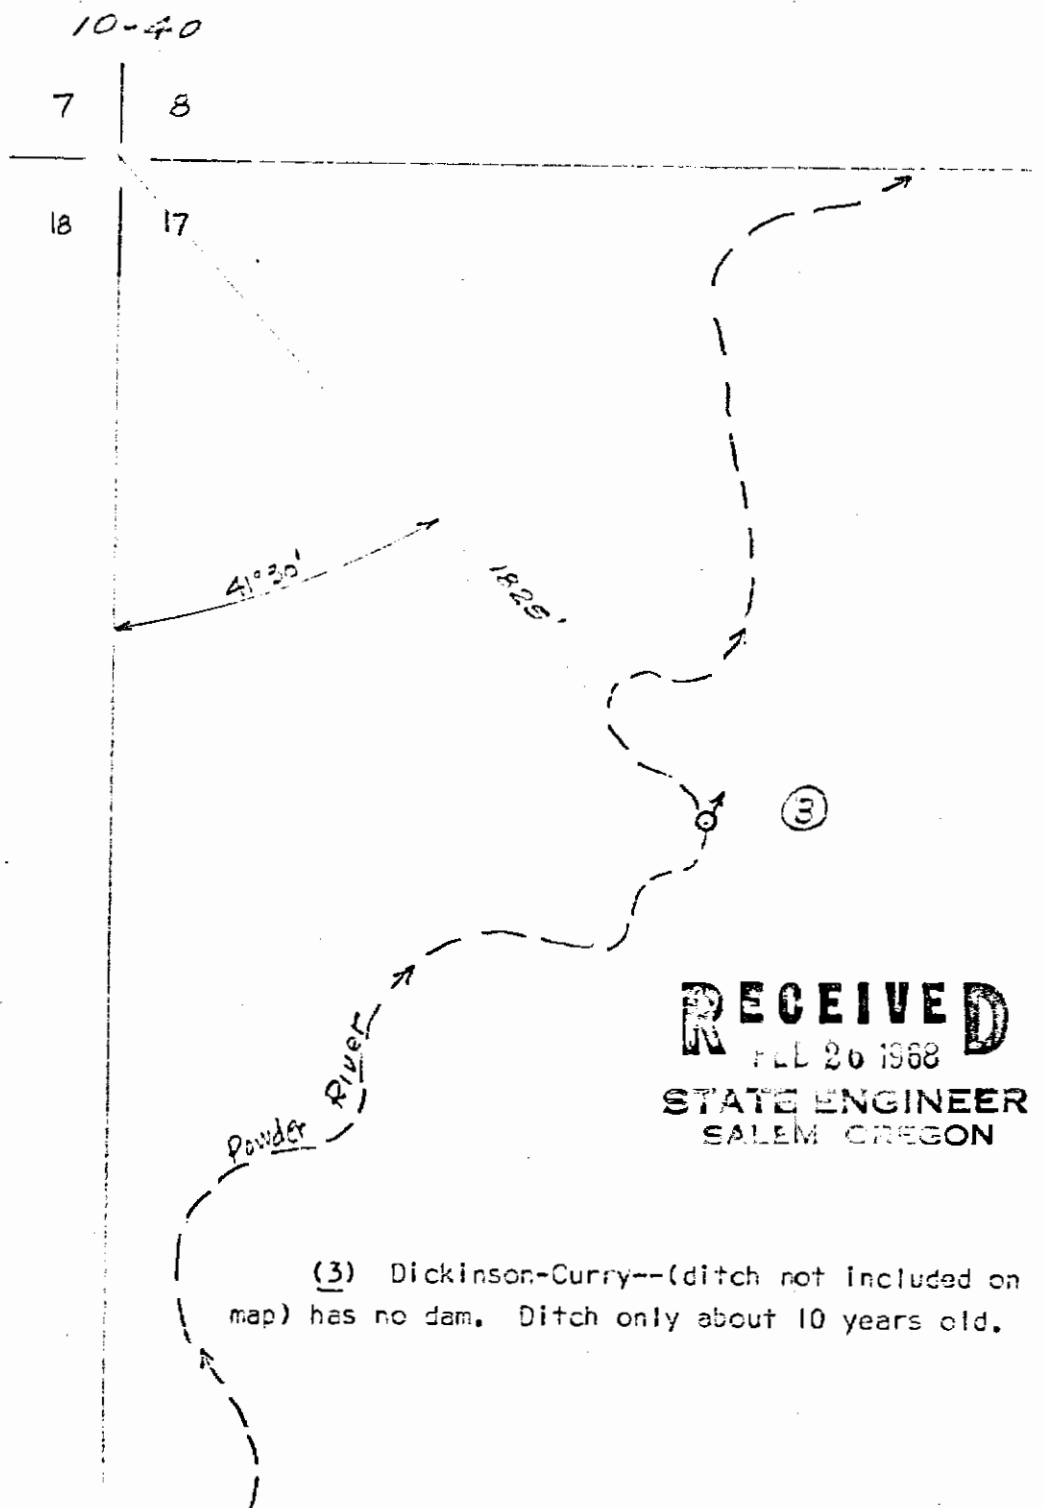 10-40
7 8
18 17
41°30'
1825'
3
Powder River
RECEIVED
FEB 26 1968
STATE ENGINEER
SALEM OREGON
(3) Dickinson-Curry--(ditch not included on
map) has no dam. Ditch only about 10 years old.